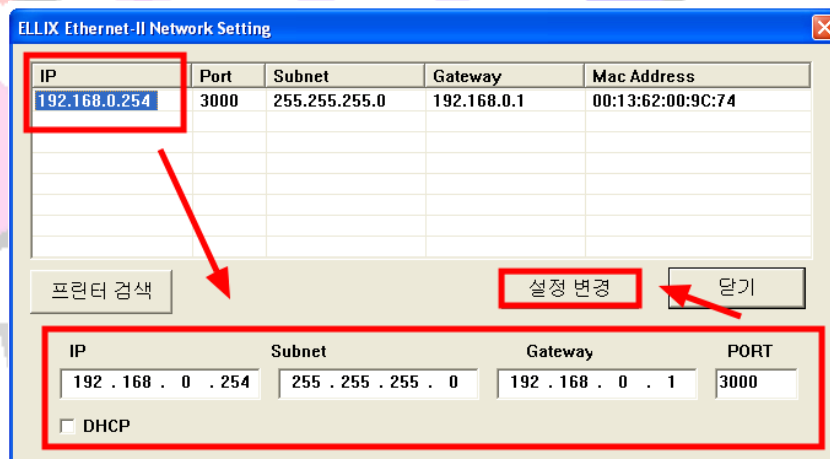 ELLIX Ethernet-II Network Setting
IP Port Subnet Gateway Mac Address
192.168.0.254 3000 255.255.255.0 192.168.0.1 00:13:62:00:9C:74
프린터 검색 설정 변경 닫기
IP Subnet Gateway PORT
192 . 168 . 0 . 254 255 . 255 . 255 . 0 192 . 168 . 0 . 1 3000
DHCP